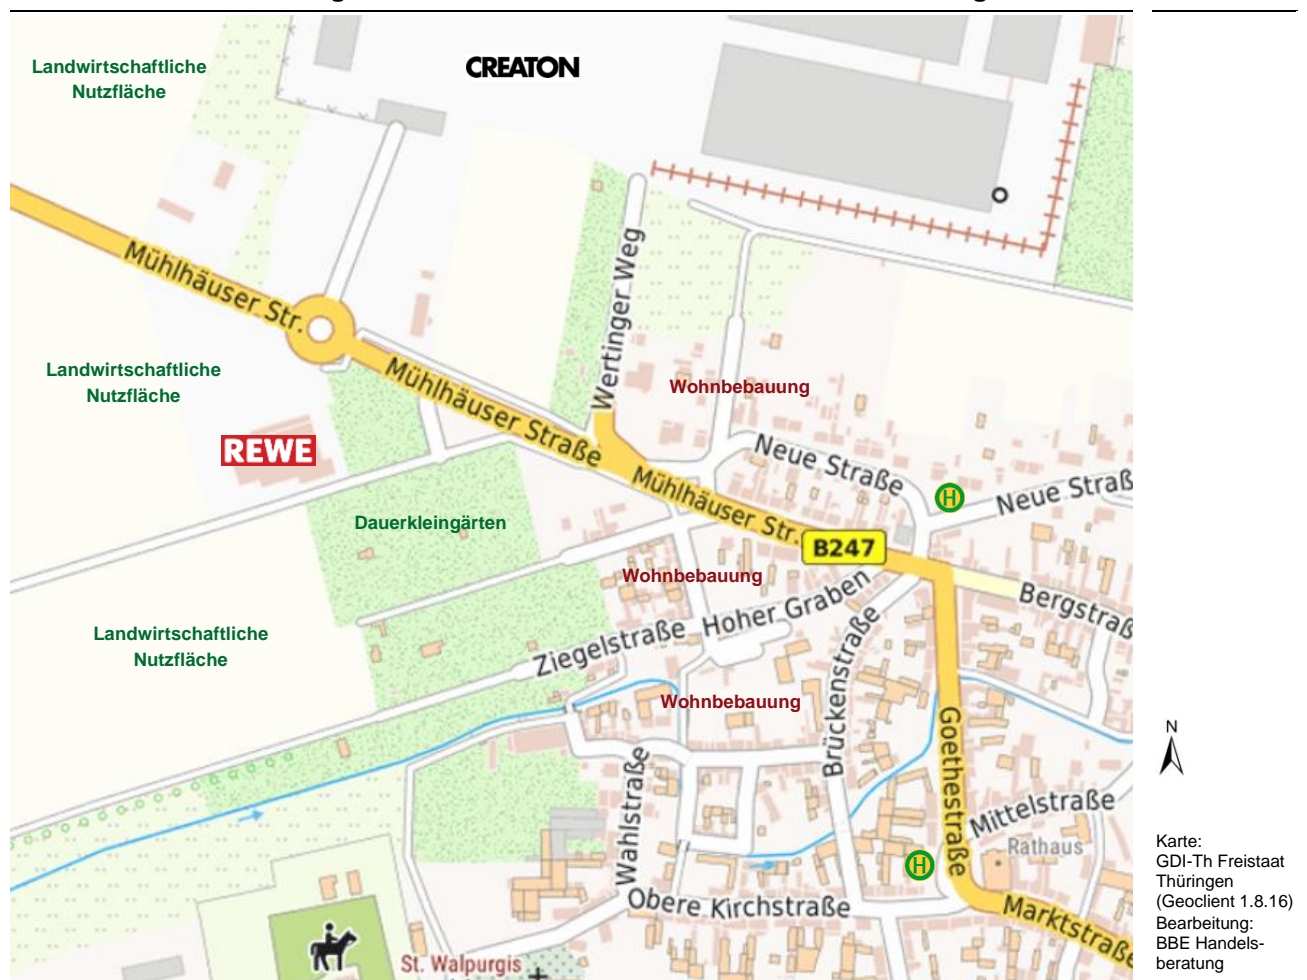 Landwirtschaftliche
Nutzfläche
CREATON
Mühlhäuser Str.
Wertinger Weg
Landwirtschaftliche
Nutzfläche
Mühlhäuser Straße
Wohnbebauung
REWE
Neue Straße
Mühlhäuser Str.
H
Neue Straß
Dauerkleingärten
B247
Wohnbebauung
Hoher Graben
Bergstraß
Landwirtschaftliche
Nutzfläche
Ziegelstraße
Brückenstraße
Wohnbebauung
Goethestraße
N
Wahlstraße
Mittelstraße
Rathaus
H
Obere Kirchstraße
Marktstraße
St. Walpurgis
Karte:
GDI-Th Freistaat
Thüringen
(Geoclient 1.8.16)
Bearbeitung:
BBE Handels-
beratung